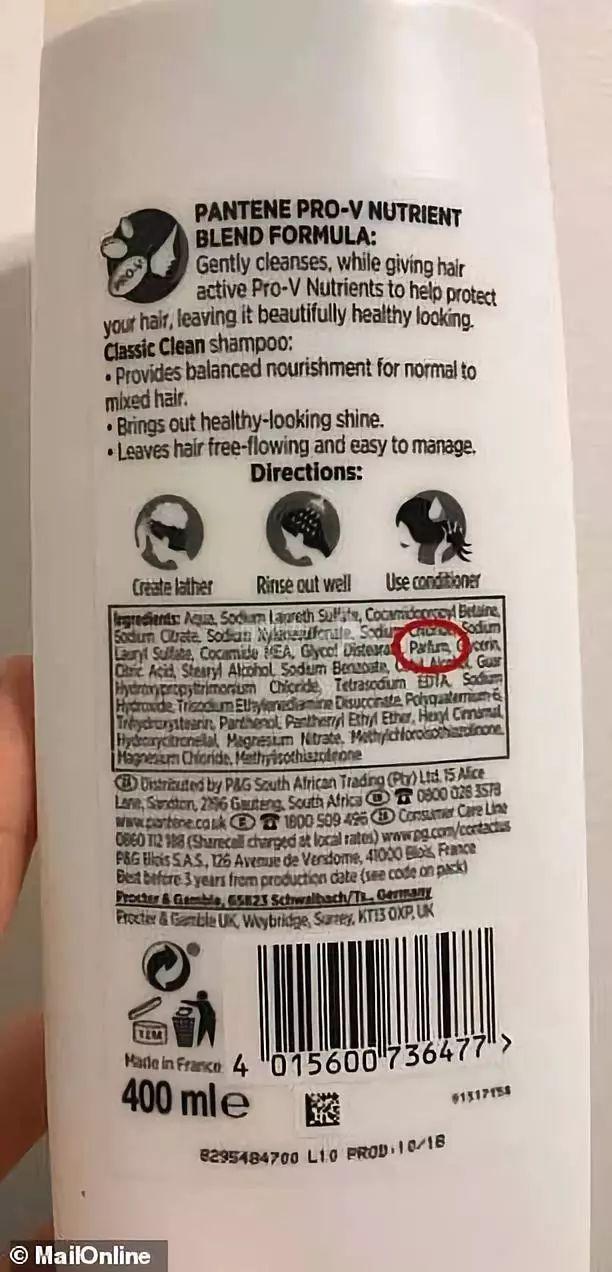 PANTENE PRO-V NUTRIENT
BLEND FORMULA:
PRO-V
Gently cleanses, while giving hair
active Pro-V Nutrients to help protect
your hair, leaving it beautifully healthy looking.
Classic Clean shampoo:
• Provides balanced nourishment for normal to
mixed hair.
• Brings out healthy-looking shine.
• Leaves hair free-flowing and easy to manage.
Directions:
Create lather Rinse out well Use conditioner
Ingredients: Aqua, Sodium Laureth Sulfate, Cocamidopropyl Betaine,
Sodium Citrate, Sodium Xylenesulfonate, Sodium Chloride, Sodium
Lauryl Sulfate, Cocamide MEA, Glycol Distearate, Parfum, Glycerin,
Citric Acid, Stearyl Alcohol, Sodium Benzoate, Alcohol, Guar
Hydroxypropyltrimonium Chloride, Tetrasodium EDTA, Sodium
Hydroxide, Trisodium Ethylenediamine Disuccinate, Polyquaternium-6,
Trihydroxystearin, Panthenol, Panthenyl Ethyl Ether, Hexyl Cinnamal,
Hydroxycitronellal, Magnesium Nitrate, Methylchloroisothiazolinone,
Magnesium Chloride, Methylisothiazolinone
Distributed by P&G South African Trading (Pty) Ltd. 15 Alice
Lane, Sandton, 2196 Gauteng, South Africa 0800 028 3578
www.pantene.co.uk 1800 509 496 Consumer Care Line
0860 112 188 (Sharecall charged at local rates) www.pg.com/contactus
P&G Blois S.A.S., 126 Avenue de Vendome, 41000 Blois, France
Best before 3 years from production date (see code on pack)
Procter & Gamble, 65823 Schwalbach/Ts., Germany
Procter & Gamble UK, Weybridge, Surrey, KT13 0XP, UK
12M
Made in France
4 015600 736477 >
400 ml e
91317154
8295484700 L10 PROD:10/18
© MailOnline